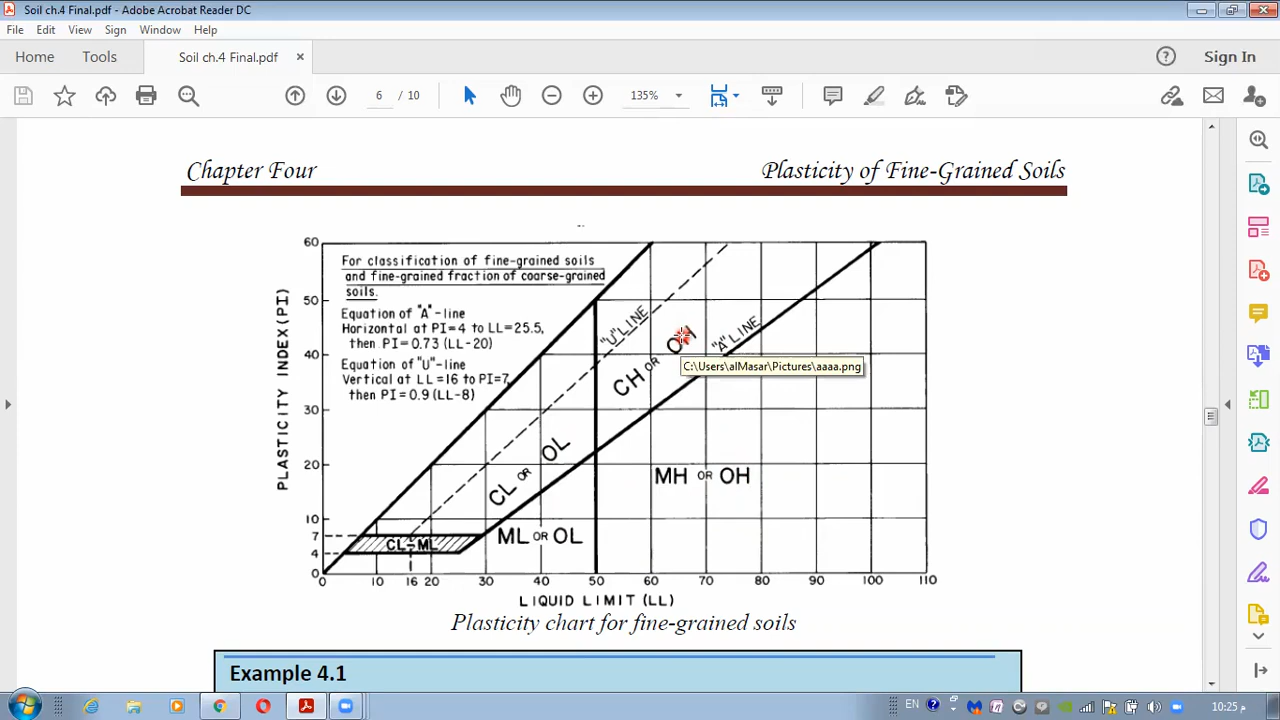 Soil ch.4 Final.pdf - Adobe Acrobat Reader DC
File Edit View Sign Window Help
Home Tools Soil ch.4 Final.pdf × Sign In
6 / 10 135%
Chapter Four Plasticity of Fine-Grained Soils
PLASTICITY INDEX (PI)
60
50
40
30
20
10
7
4
0
For classification of fine-grained soils
and fine-grained fraction of coarse-grained
soils.
Equation of "A"-line
Horizontal at PI=4 to LL=25.5,
then PI=0.73 (LL-20)
Equation of "U"-line
Vertical at LL=16 to PI=7,
then PI=0.9 (LL-8)
"U" LINE
"A" LINE
CH OR OH
C:\Users\alMasar\Pictures\aaaa.png
CL OR OL
MH OR OH
ML OR OL
CL-ML
0 10 16 20 30 40 50 60 70 80 90 100 110
LIQUID LIMIT (LL)
Plasticity chart for fine-grained soils
Example 4.1
EN 10:25 م